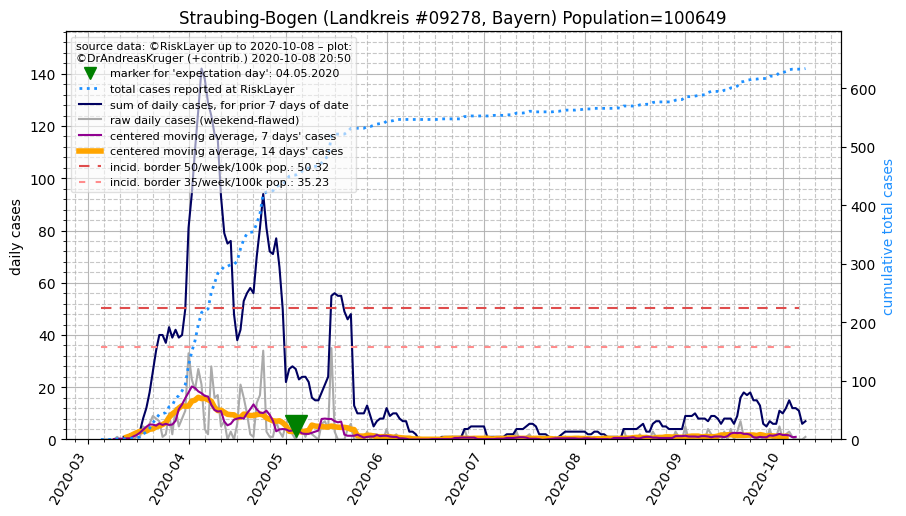 Straubing-Bogen (Landkreis #09278, Bayern) Population=100649
source data: ©RiskLayer up to 2020-10-08 – plot:
©DrAndreasKruger (+contrib.) 2020-10-08 20:50
marker for 'expectation day': 04.05.2020
total cases reported at RiskLayer
sum of daily cases, for prior 7 days of date
raw daily cases (weekend-flawed)
centered moving average, 7 days' cases
centered moving average, 14 days' cases
incid. border 50/week/100k pop.: 50.32
incid. border 35/week/100k pop.: 35.23
daily cases
140
120
100
80
60
40
20
0
cumulative total cases
600
500
400
300
200
100
0
2020-03
2020-04
2020-05
2020-06
2020-07
2020-08
2020-09
2020-10